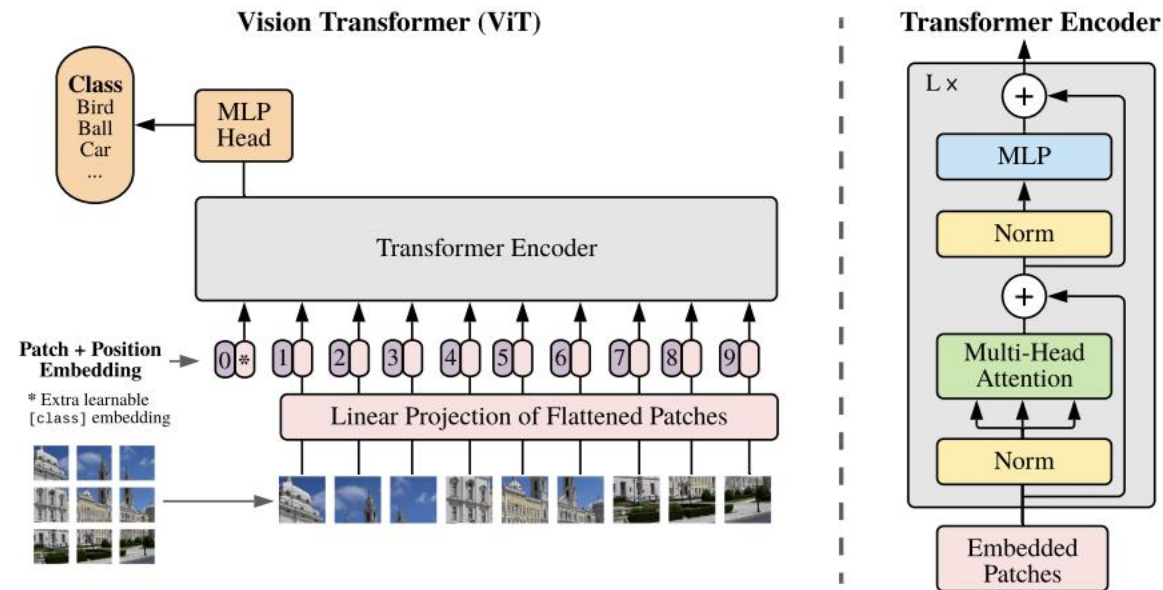 Vision Transformer (ViT)
Class
Bird
Ball
Car
...
MLP
Head
Transformer Encoder
Patch + Position
Embedding
0 * 1 2 3 4 5 6 7 8 9
* Extra learnable
[class] embedding
Linear Projection of Flattened Patches
Transformer Encoder
L ×
+
MLP
Norm
+
Multi-Head
Attention
Norm
Embedded
Patches